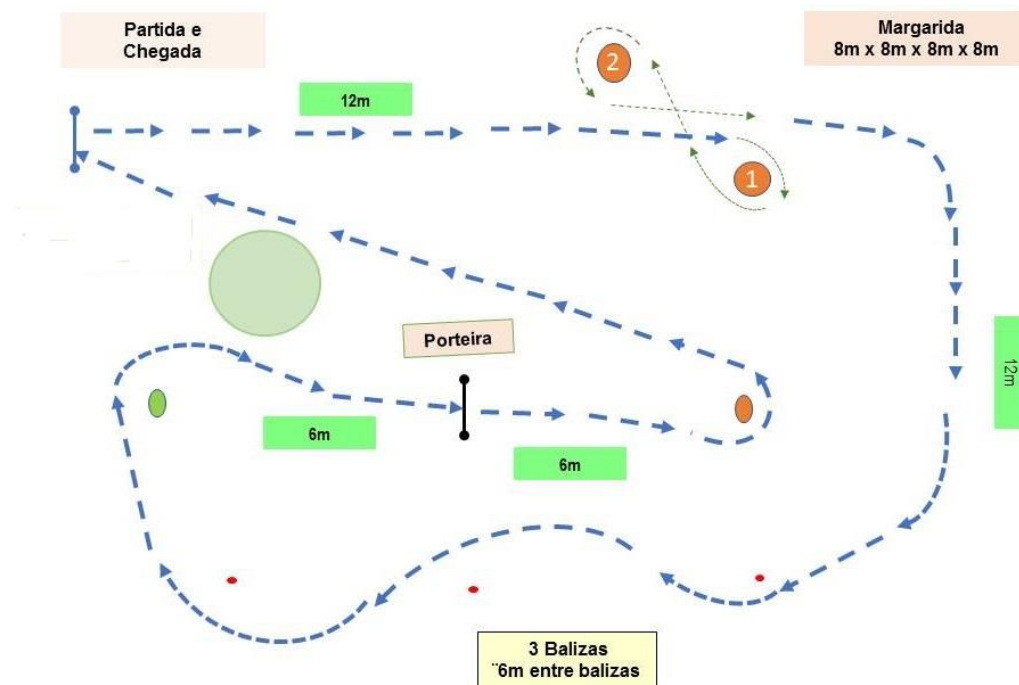 Partida e
Chegada
Margarida
8m x 8m x 8m x 8m
2
12m
1
Porteira
12m
6m
6m
3 Balizas
¨6m entre balizas